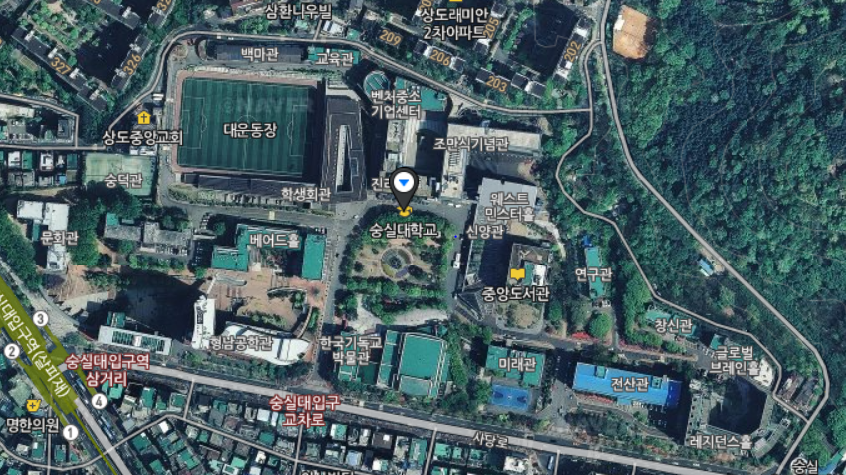 삼환나우빌
상도래미안
2차아파트
209
206
205
203
202
327
326
328
백마관
교육관
벤처중소
기업센터
NAVER
대운동장
조만식기념관
상도중앙교회
숭덕관
학생회관
진리
웨스트
민스터홀
숭실대학교
신양관
문화관
베어드홀
중앙도서관
연구관
창신관
글로벌
브레인홀
형남공학관
한국기독교
박물관
미래관
전산관
레지던스홀
숭실대입구역
삼거리
숭실대입구
교차로
사당로
실대입구역(살피재)
명한의원
1
2
3
4
숭실